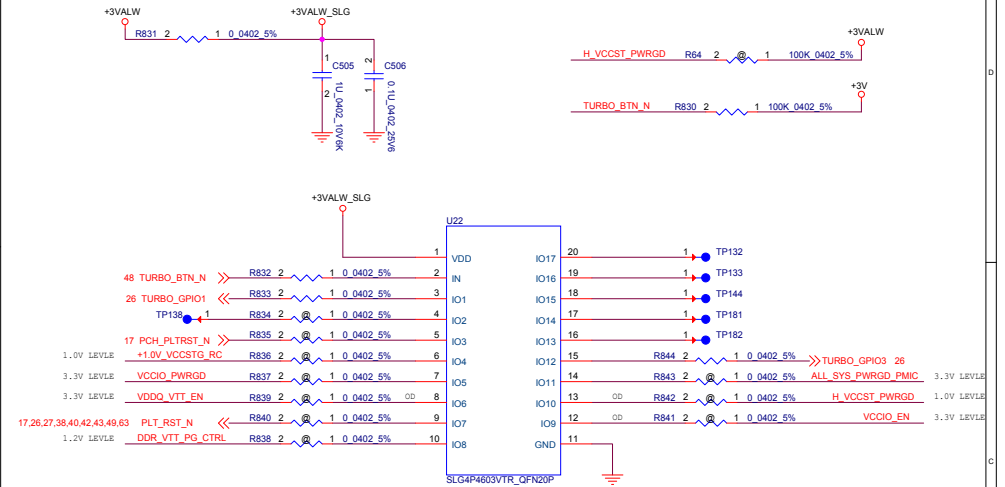 +3VALW
+3VALW_SLG
R831 2 1 0_0402_5%
1 C505
2
1U_0402_10V6K
2 C506
1
0.1U_0402_25V6
+3VALW
H_VCCST_PWRGD R64 2 @ 1 100K_0402_5%
+3V
TURBO_BTN_N R830 2 1 100K_0402_5%
D
+3VALW_SLG
U22
1 VDD
48 TURBO_BTN_N R832 2 1 0_0402_5% 2 IN
26 TURBO_GPIO1 R833 2 1 0_0402_5% 3 IO1
TP138 1 R834 2 @ 1 0_0402_5% 4 IO2
17 PCH_PLTRST_N R835 2 1 0_0402_5% 5 IO3
1.0V LEVLE +1.0V_VCCSTG_RC R836 2 @ 1 0_0402_5% 6 IO4
3.3V LEVLE VCCIO_PWRGD R837 2 @ 1 0_0402_5% 7 IO5
3.3V LEVLE VDDQ_VTT_EN R839 2 @ 1 0_0402_5% OD 8 IO6
17,26,27,38,40,42,43,49,63 PLT_RST_N R840 2 @ 1 0_0402_5% 9 IO7
1.2V LEVLE DDR_VTT_PG_CTRL R838 2 @ 1 0_0402_5% 10 IO8
IO17 20 1 TP132
IO16 19 1 TP133
IO15 18 1 TP144
IO14 17 1 TP181
IO13 16 1 TP182
IO12 15 R844 2 1 0_0402_5% TURBO_GPIO3 26
IO11 14 R843 2 @ 1 0_0402_5% ALL_SYS_PWRGD_PMIC 3.3V LEVLE
IO10 13 OD R842 2 @ 1 0_0402_5% H_VCCST_PWRGD 1.0V LEVLE
IO9 12 OD R841 2 @ 1 0_0402_5% VCCIO_EN 3.3V LEVLE
GND 11
SLG4P4603VTR_QFN20P
C